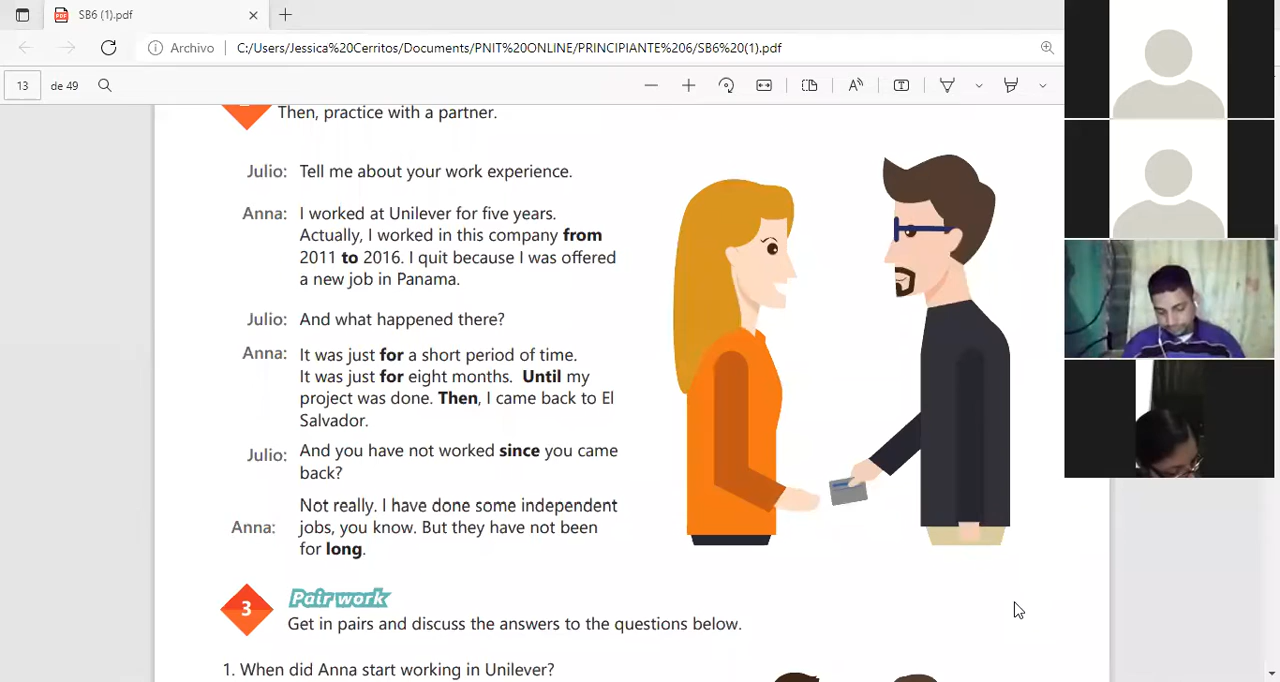 SB6 (1).pdf
Archivo
C:/Users/Jessica%20Cerritos/Documents/PNIT%20ONLINE/PRINCIPIANTE%206/SB6%20(1).pdf
13 de 49
Then, practice with a partner.
Julio: Tell me about your work experience.
Anna: I worked at Unilever for five years.
Actually, I worked in this company from
2011 to 2016. I quit because I was offered
a new job in Panama.
Julio: And what happened there?
Anna: It was just for a short period of time.
It was just for eight months. Until my
project was done. Then, I came back to El
Salvador.
Julio: And you have not worked since you came
back?
Not really. I have done some independent
Anna: jobs, you know. But they have not been
for long.
3 Pair work
Get in pairs and discuss the answers to the questions below.
1. When did Anna start working in Unilever?